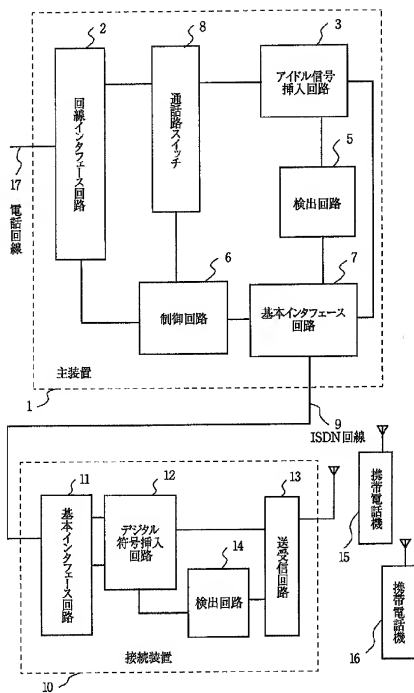 2
8
3
回線インタフェース回路
通話路スイッチ
アイドル信号
挿入回路
5
検出回路
17
電話回線
6
7
制御回路
基本インタフェース
回路
主装置
1
9
ISDN回線
11
12
13
基本インタフェース回路
デジタル
符号挿入
回路
14
検出回路
送受信回路
携帯電話機
15
接続装置
10
携帯電話機
16